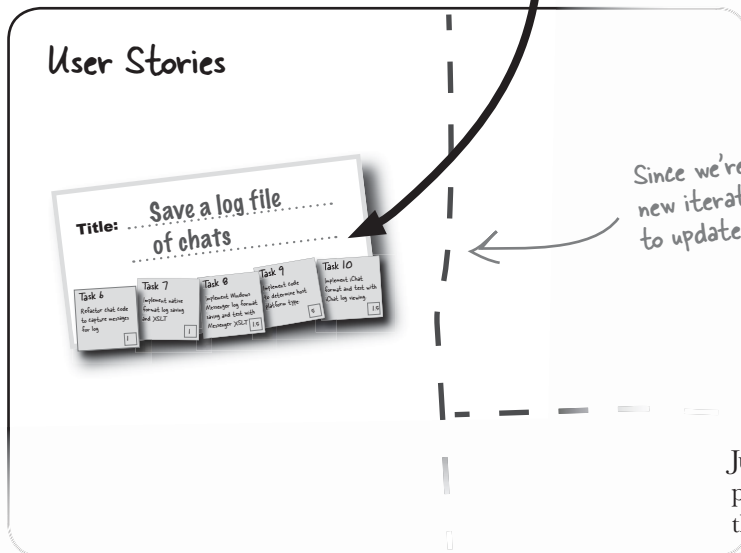 User Stories
Title: Save a log file
of chats
Task 6
Refactor chat code
to capture messages
for log
1
Task 7
Implement native
format log saving
and XSLT
1
Task 8
Implement Windows
Messenger log format
saving and test with
Messenger XSLT
1.5
Task 9
Implement code
to determine host
platform type
Task 10
Implement iChat
format and test with
iChat log viewing
1.5
Since we're
new iterat
to update
Ju
p
th